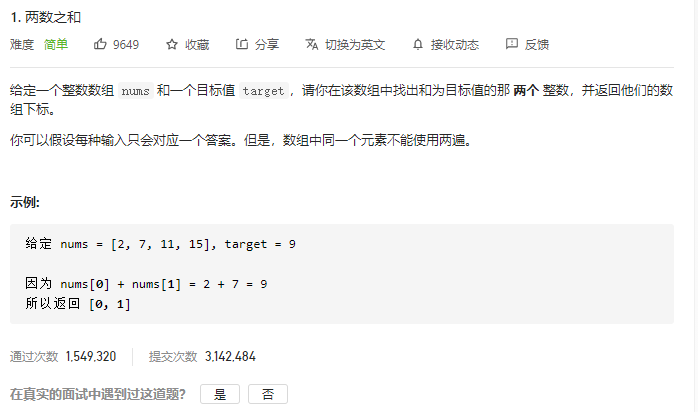 1. 两数之和
难度 简单 9649 收藏 分享 切换为英文 接收动态 反馈
给定一个整数数组 nums 和一个目标值 target，请你在该数组中找出和为目标值的那 两个 整数，并返回他们的数
组下标。
你可以假设每种输入只会对应一个答案。但是，数组中同一个元素不能使用两遍。
示例:
给定 nums = [2, 7, 11, 15], target = 9
因为 nums[0] + nums[1] = 2 + 7 = 9
所以返回 [0, 1]
通过次数 1,549,320 提交次数 3,142,484
在真实的面试中遇到过这道题？ 是 否